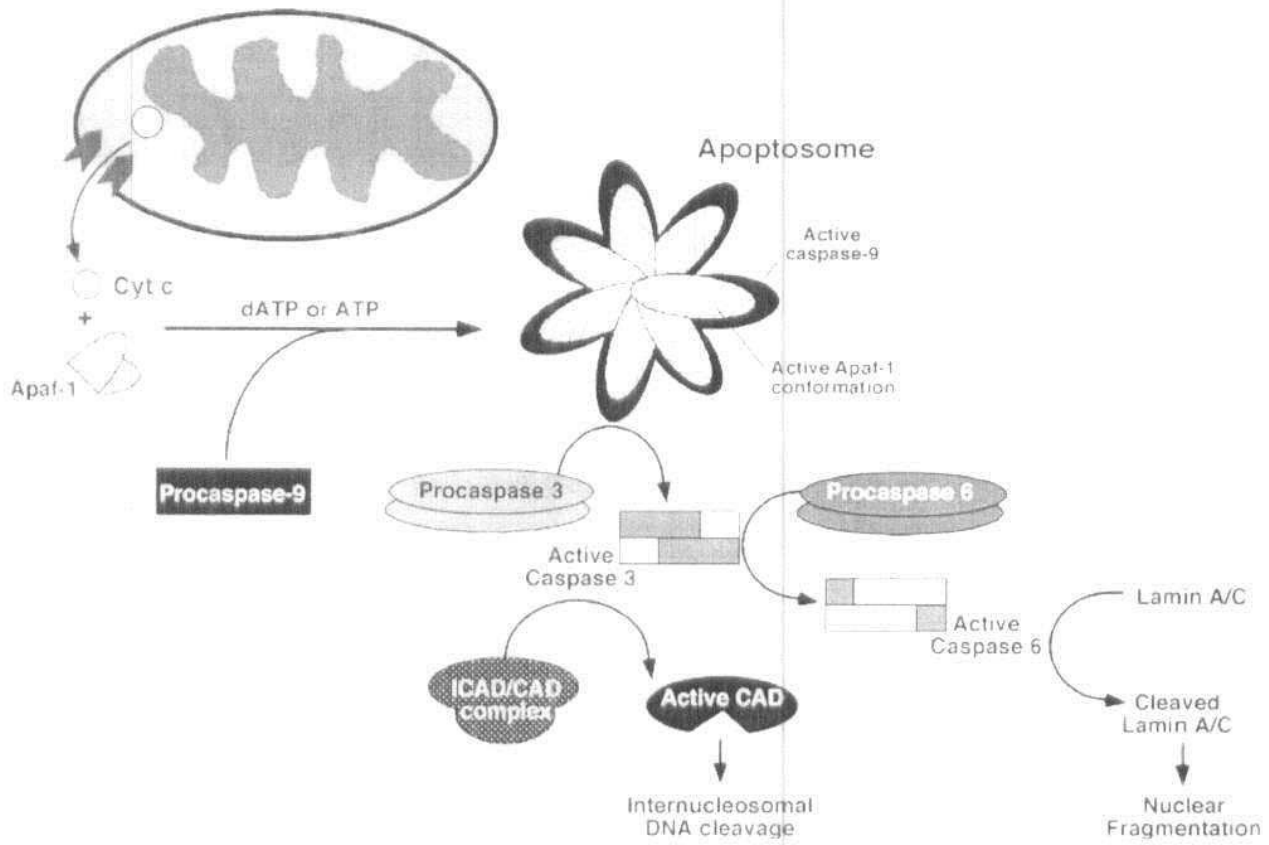 Apoptosome
Active
caspase-9
Cyt c
+
dATP or ATP
Apaf-1
Active Apaf-1
conformation
Procaspase-9
Procaspase 3
Procaspase 6
Active
Caspase 3
Active
Caspase 6
Lamin A/C
ICAD/CAD
complex
Active CAD
Cleaved
Lamin A/C
Internucleosomal
DNA cleavage
Nuclear
Fragmentation